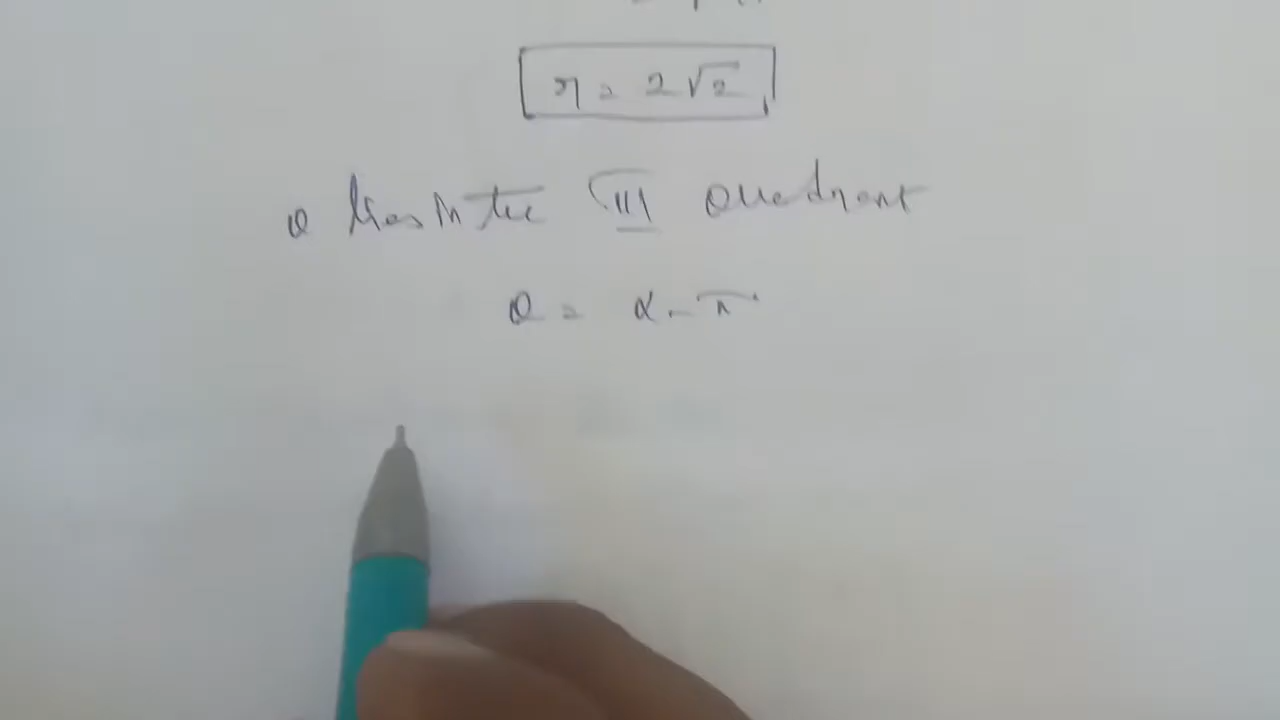 r = 2√2
θ lies in the III Quadrant
θ = α - π